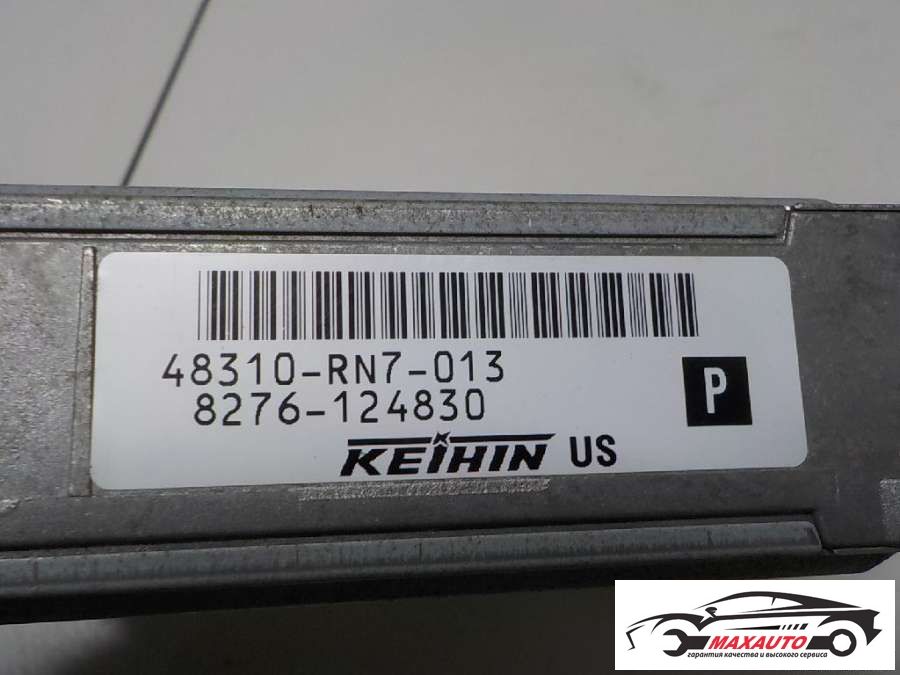 48310-RN7-013
8276-124830
P
KEIHIN US
MAXAUTO
гарантия качества и высокого сервиса